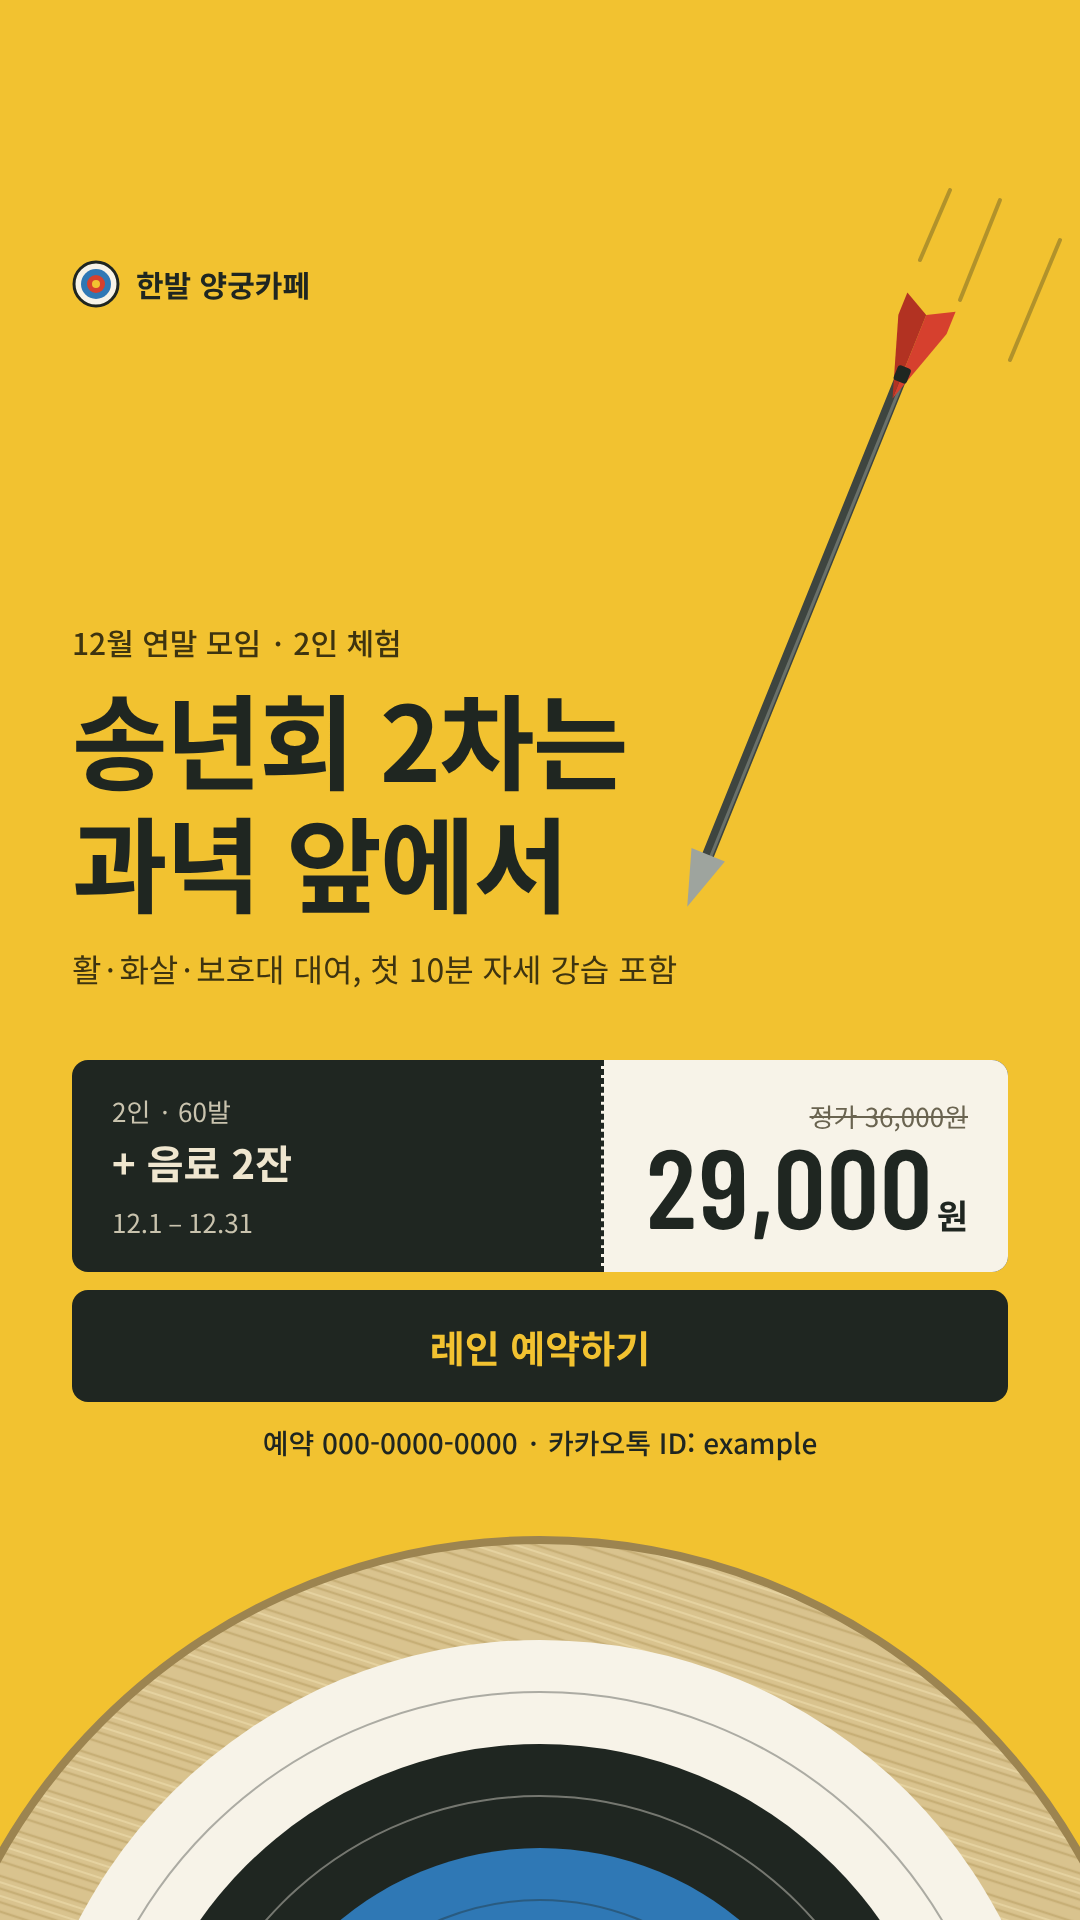 한발 양궁카페
12월 연말 모임 · 2인 체험
송년회 2차는
과녁 앞에서
활·화살·보호대 대여, 첫 10분 자세 강습 포함
2인 · 60발
+ 음료 2잔
12.1 – 12.31
정가 36,000원
29,000원
레인 예약하기
예약 000-0000-0000 · 카카오톡 ID: example